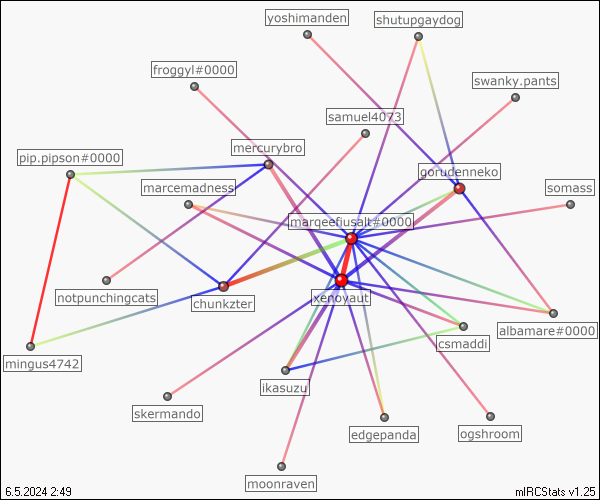 yoshimanden
shutupgaydog
froggyl#0000
swanky.pants
samuel4073
mercurybro
pip.pipson#0000
gorudenneko
marcemadness
somass
marqeefiusalt#0000
notpunchingcats
chunkzter
xenoyaut
albamare#0000
csmaddi
mingus4742
ikasuzu
skermando
edgepanda
ogshroom
moonraven
6.5.2024 2:49
mIRCStats v1.25